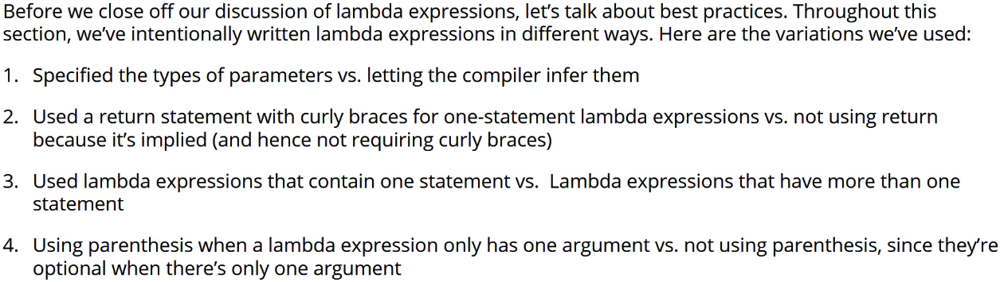 Before we close off our discussion of lambda expressions, let's talk about best practices. Throughout this
section, we've intentionally written lambda expressions in different ways. Here are the variations we've used:
1. Specified the types of parameters vs. letting the compiler infer them
2. Used a return statement with curly braces for one-statement lambda expressions vs. not using return
because it's implied (and hence not requiring curly braces)
3. Used lambda expressions that contain one statement vs.  Lambda expressions that have more than one
statement
4. Using parenthesis when a lambda expression only has one argument vs. not using parenthesis, since they're
optional when there's only one argument